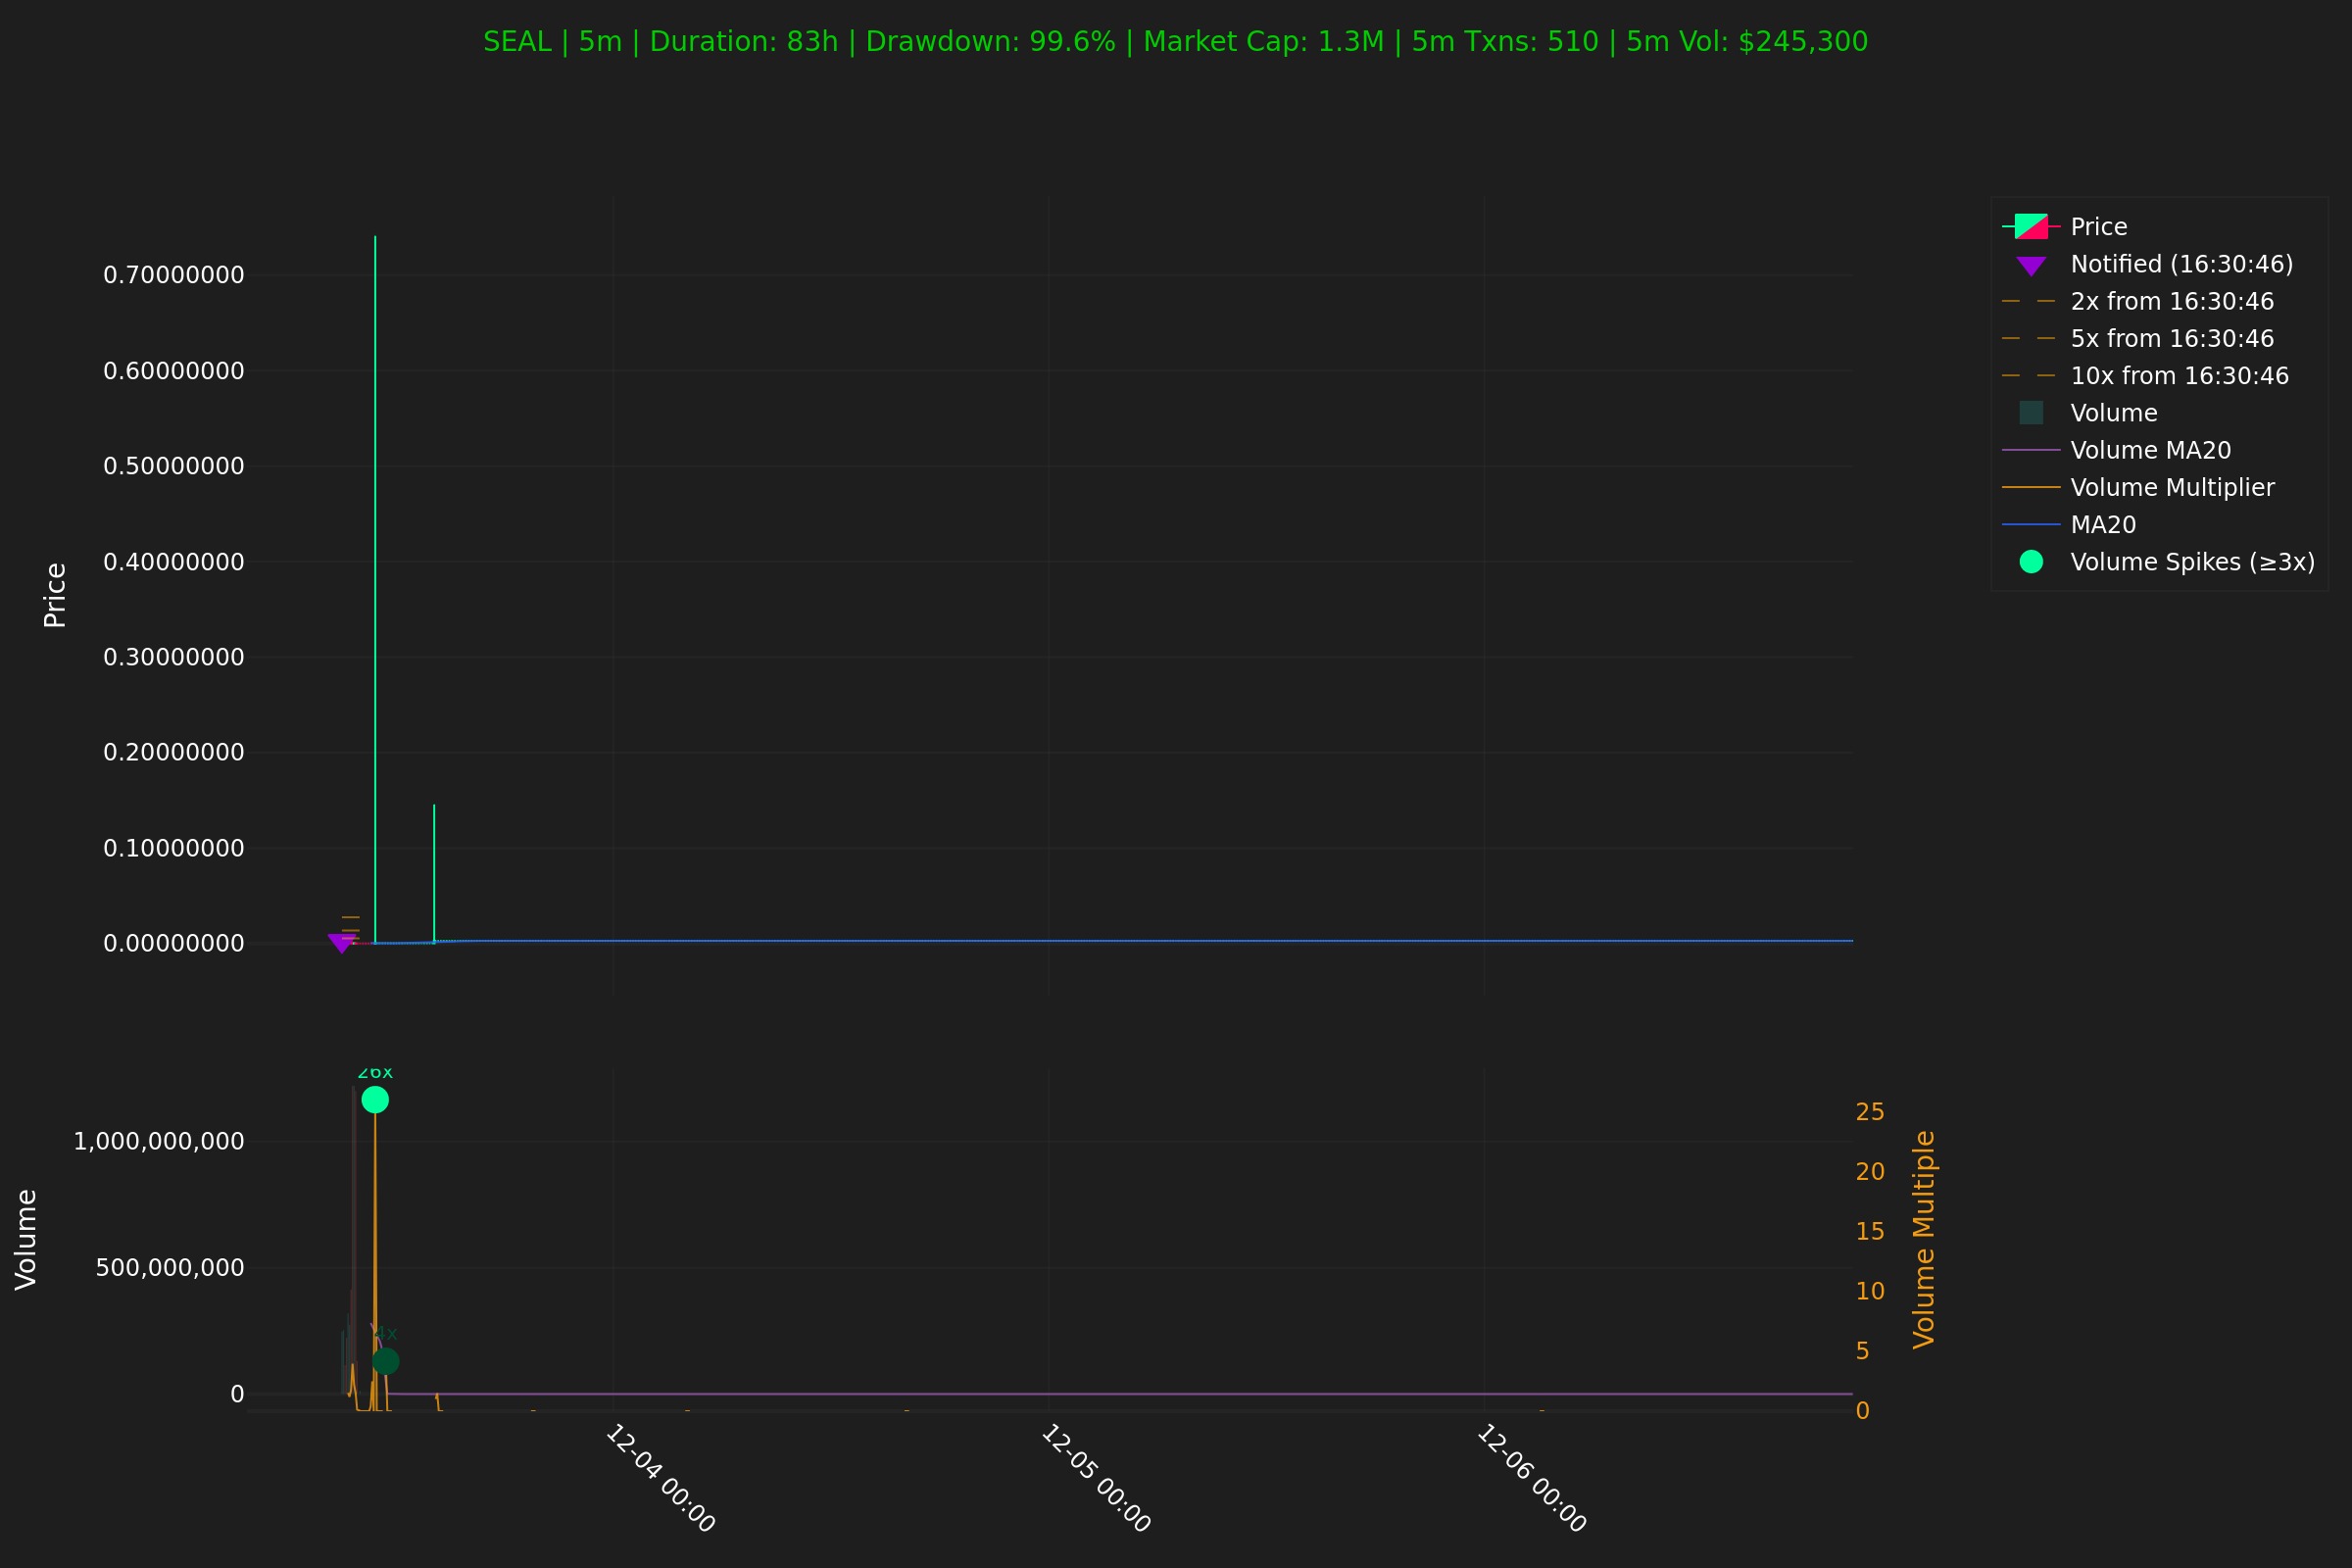 SEAL | 5m | Duration: 83h | Drawdown: 99.6% | Market Cap: 1.3M | 5m Txns: 510 | 5m Vol: $245,300
Price
0.70000000
0.60000000
0.50000000
0.40000000
0.30000000
0.20000000
0.10000000
0.00000000
Price
Notified (16:30:46)
2x from 16:30:46
5x from 16:30:46
10x from 16:30:46
Volume
Volume MA20
Volume Multiplier
MA20
Volume Spikes (≥3x)
Volume
1,000,000,000
500,000,000
0
26x
4x
25
20
15
10
5
0
Volume Multiple
12-04 00:00
12-05 00:00
12-06 00:00